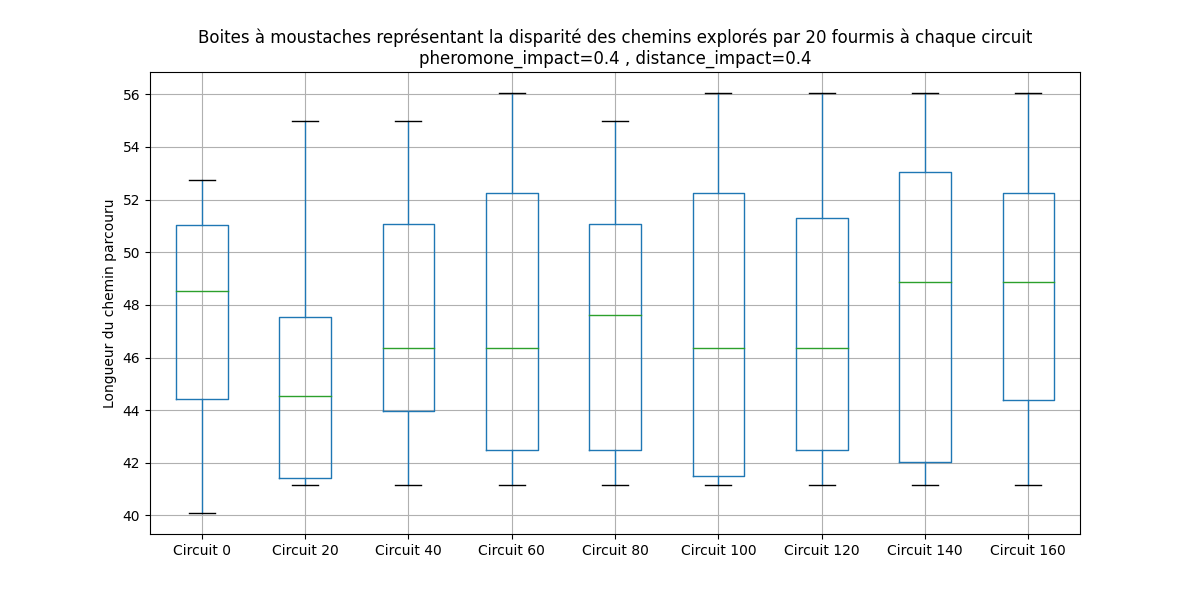 Boites à moustaches représentant la disparité des chemins explorés par 20 fourmis à chaque circuit
pheromone_impact=0.4 , distance_impact=0.4
Longueur du chemin parcouru
56
54
52
50
48
46
44
42
40
Circuit 0 Circuit 20 Circuit 40 Circuit 60 Circuit 80 Circuit 100 Circuit 120 Circuit 140 Circuit 160